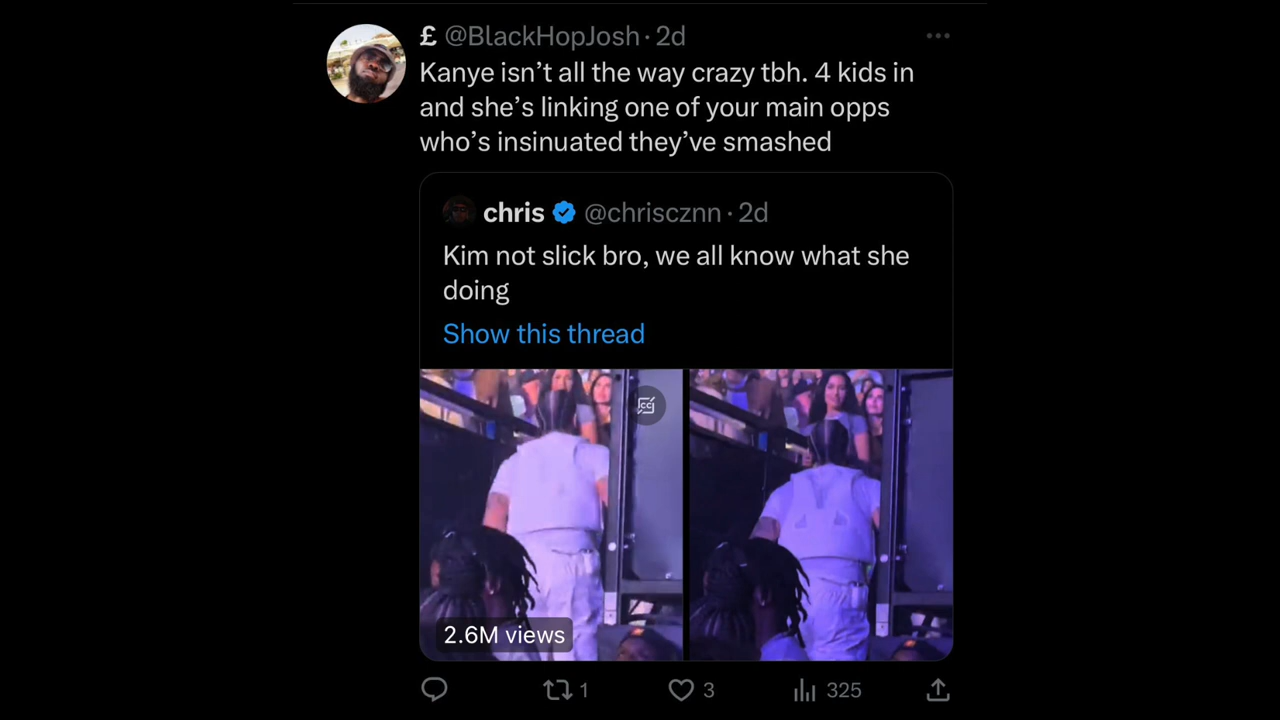 £ @BlackHopJosh · 2d
Kanye isn’t all the way crazy tbh. 4 kids in
and she’s linking one of your main opps
who’s insinuated they’ve smashed
chris @chriscznn · 2d
Kim not slick bro, we all know what she
doing
Show this thread
CC
2.6M views
1 3 325